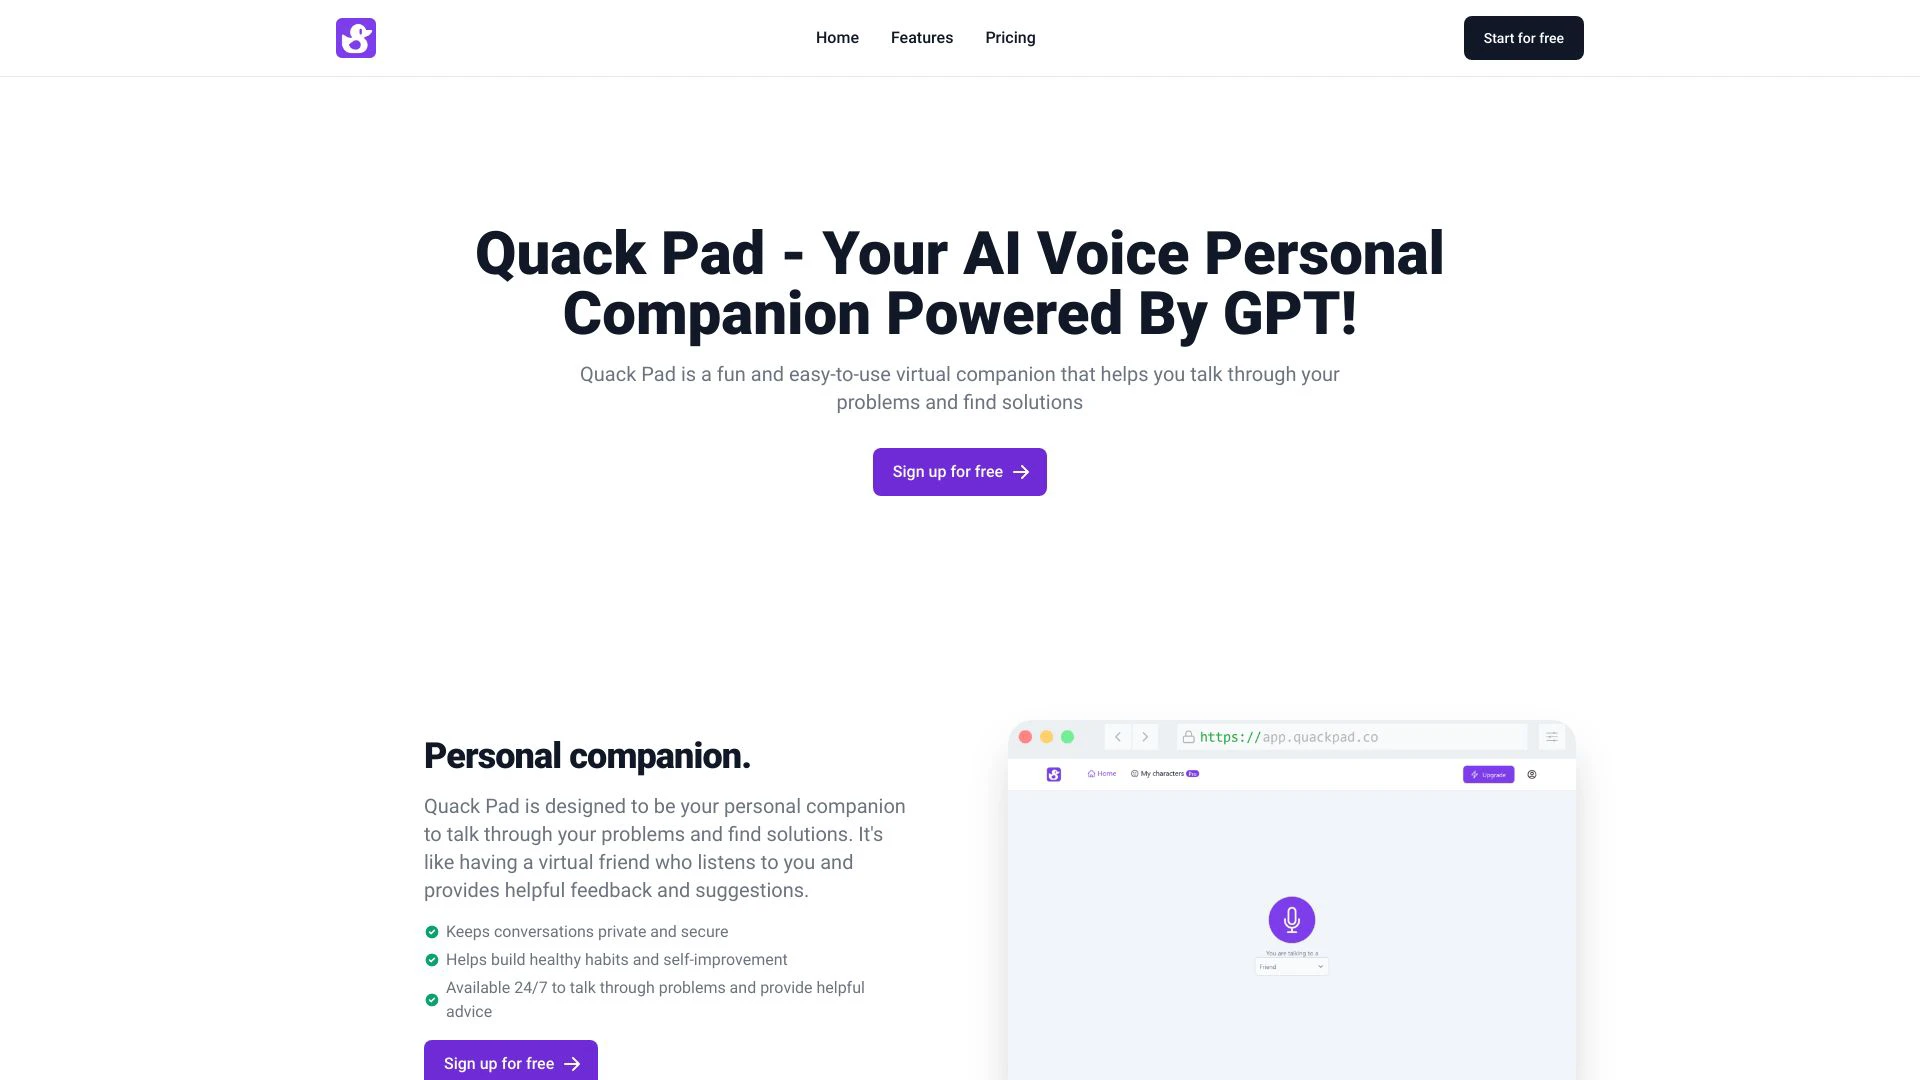 Home
Features
Pricing
Start for free
Quack Pad - Your AI Voice Personal
Companion Powered By GPT!
Quack Pad is a fun and easy-to-use virtual companion that helps you talk through your
problems and find solutions
Sign up for free
Personal companion.
Quack Pad is designed to be your personal companion
to talk through your problems and find solutions. It's
like having a virtual friend who listens to you and
provides helpful feedback and suggestions.
Keeps conversations private and secure
Helps build healthy habits and self-improvement
Available 24/7 to talk through problems and provide helpful
advice
Sign up for free
https://app.quackpad.co
Home
My characters Pro
Upgrade
You are talking to a
Friend